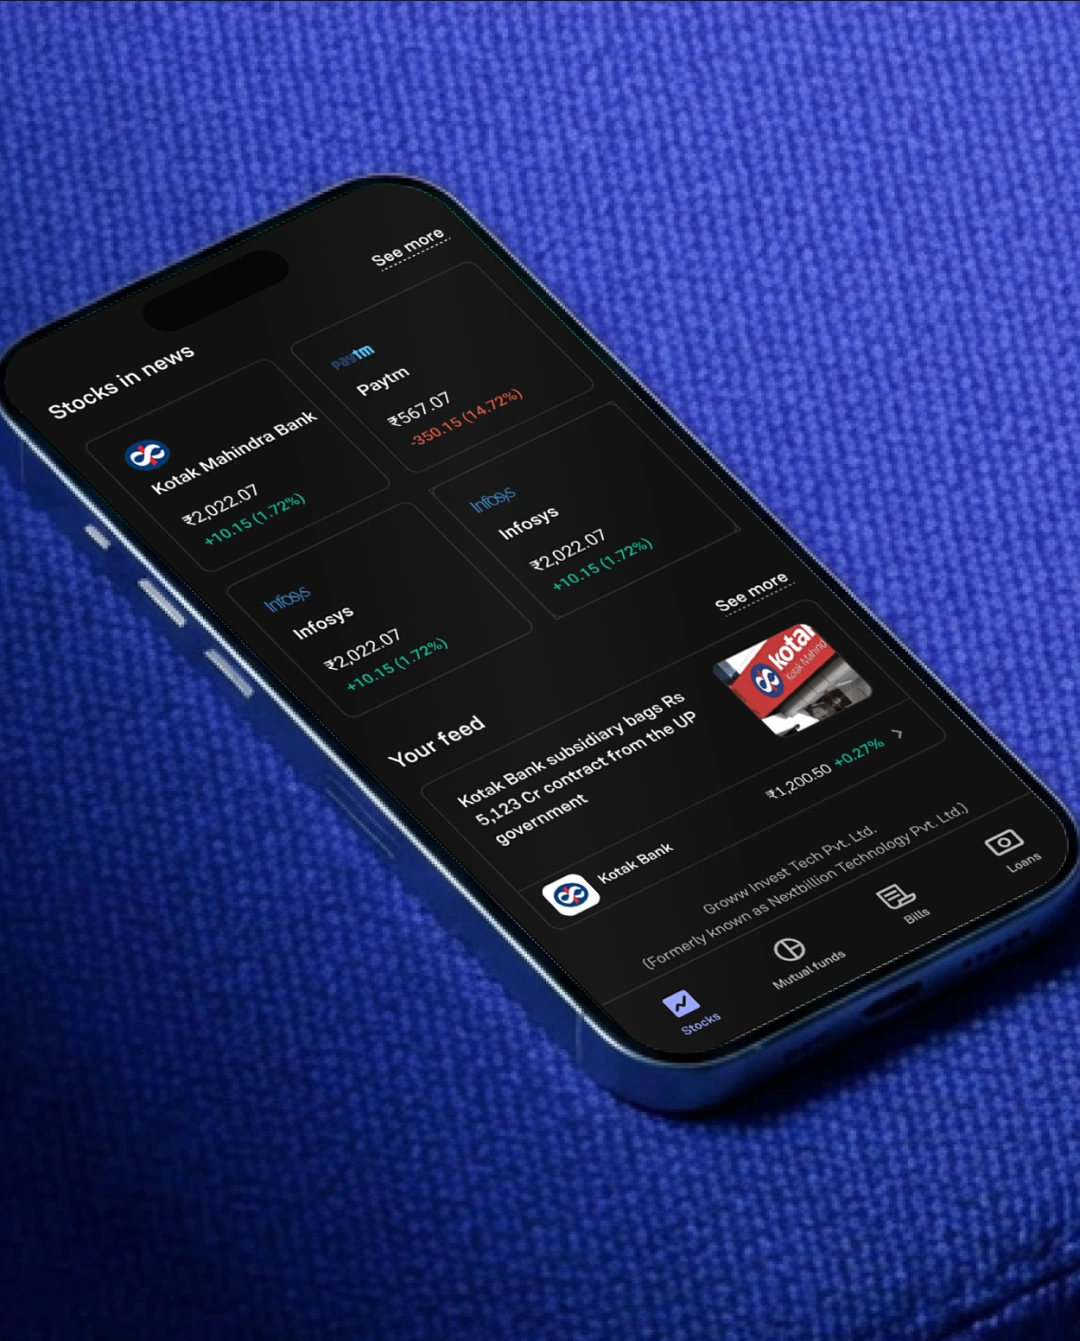 Stocks in news
See more
Kotak Mahindra Bank
₹2,022.07
+10.15 (1.72%)
paytm
Paytm
₹567.07
-350.15 (14.72%)
Infosys
Infosys
₹2,022.07
+10.15 (1.72%)
Infosys
Infosys
₹2,022.07
+10.15 (1.72%)
Your feed
See more
Kotak Bank subsidiary bags Rs
5,123 Cr contract from the UP
government
kotak
Kotak Mahind
Kotak Bank
₹1,200.50 +0.27%
Groww Invest Tech Pvt. Ltd.
(Formerly known as Nextbillion Technology Pvt. Ltd.)
Stocks
Mutual funds
Bills
Loans